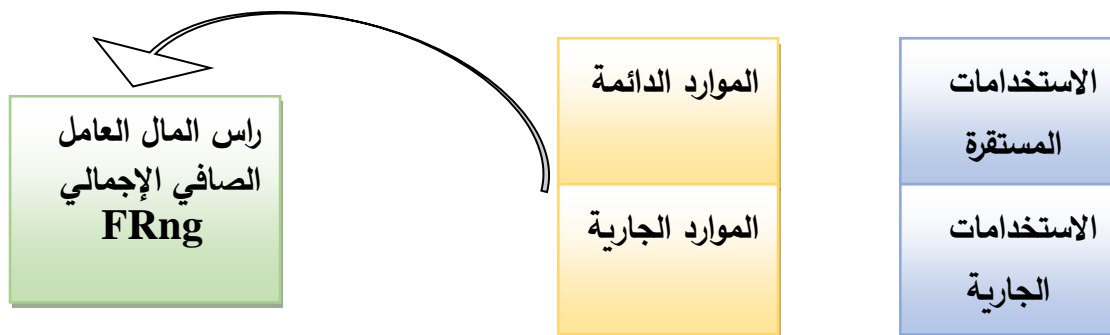 الاستخدامات
المستقرة
الموارد الدائمة
راس المال العامل
الصافي الإجمالي
FRng
الاستخدامات
الجارية
الموارد الجارية